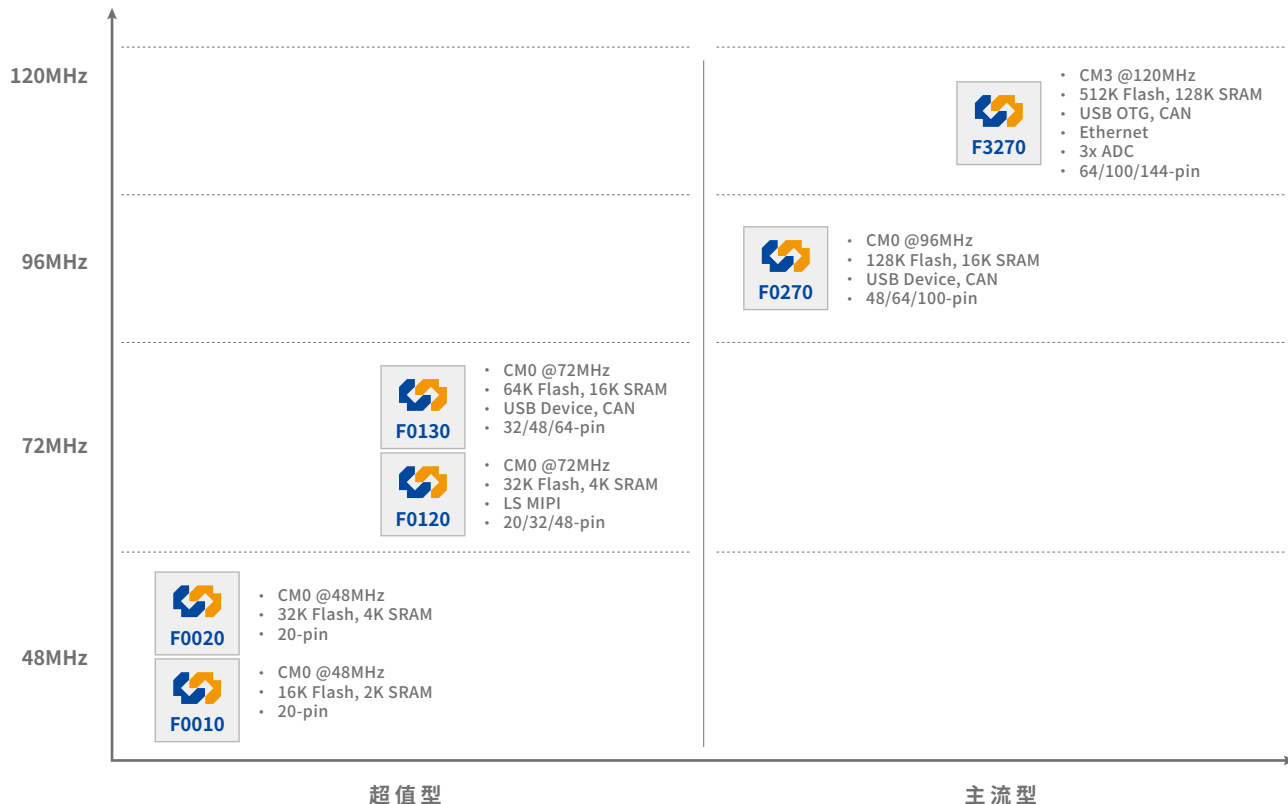 120MHz
F3270
• CM3 @120MHz
• 512K Flash, 128K SRAM
• USB OTG, CAN
• Ethernet
• 3x ADC
• 64/100/144-pin
96MHz
F0270
• CM0 @96MHz
• 128K Flash, 16K SRAM
• USB Device, CAN
• 48/64/100-pin
72MHz
F0130
• CM0 @72MHz
• 64K Flash, 16K SRAM
• USB Device, CAN
• 32/48/64-pin
F0120
• CM0 @72MHz
• 32K Flash, 4K SRAM
• LS MIPI
• 20/32/48-pin
48MHz
F0020
• CM0 @48MHz
• 32K Flash, 4K SRAM
• 20-pin
F0010
• CM0 @48MHz
• 16K Flash, 2K SRAM
• 20-pin
超值型
主流型